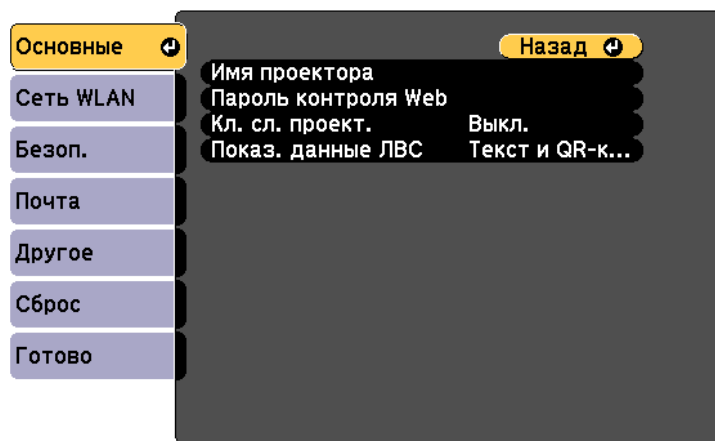 Основные
Сеть WLAN
Безоп.
Почта
Другое
Сброс
Готово
Назад
Имя проектора
Пароль контроля Web
Кл. сл. проект. Выкл.
Показ. данные ЛВС Текст и QR-к...